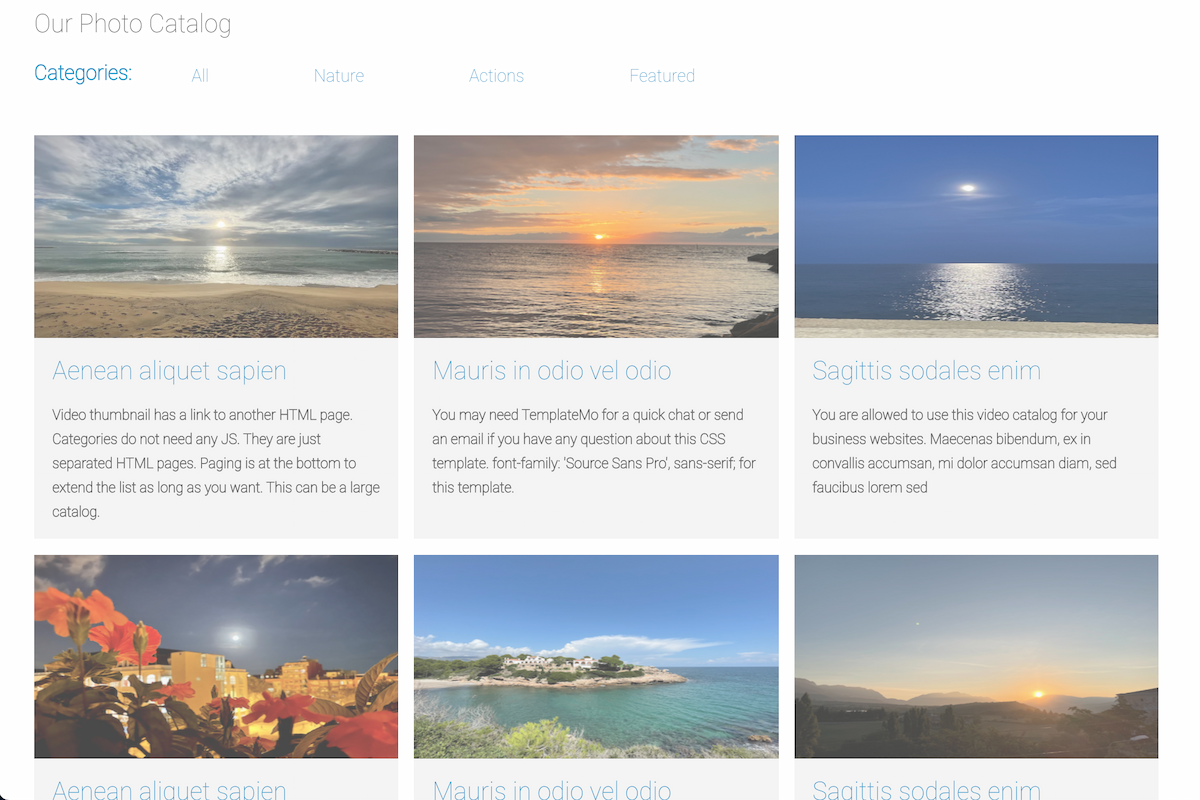 Our Photo Catalog
Categories: All Nature Actions Featured
Aenean aliquet sapien
Video thumbnail has a link to another HTML page.
Categories do not need any JS. They are just
separated HTML pages. Paging is at the bottom to
extend the list as long as you want. This can be a large
catalog.
Mauris in odio vel odio
You may need TemplateMo for a quick chat or send
an email if you have any question about this CSS
template. font-family: 'Source Sans Pro', sans-serif; for
this template.
Sagittis sodales enim
You are allowed to use this video catalog for your
business websites. Maecenas bibendum, ex in
convallis accumsan, mi dolor accumsan diam, sed
faucibus lorem sed
Aenean aliquet sapien
Mauris in odio vel odio
Sagittis sodales enim